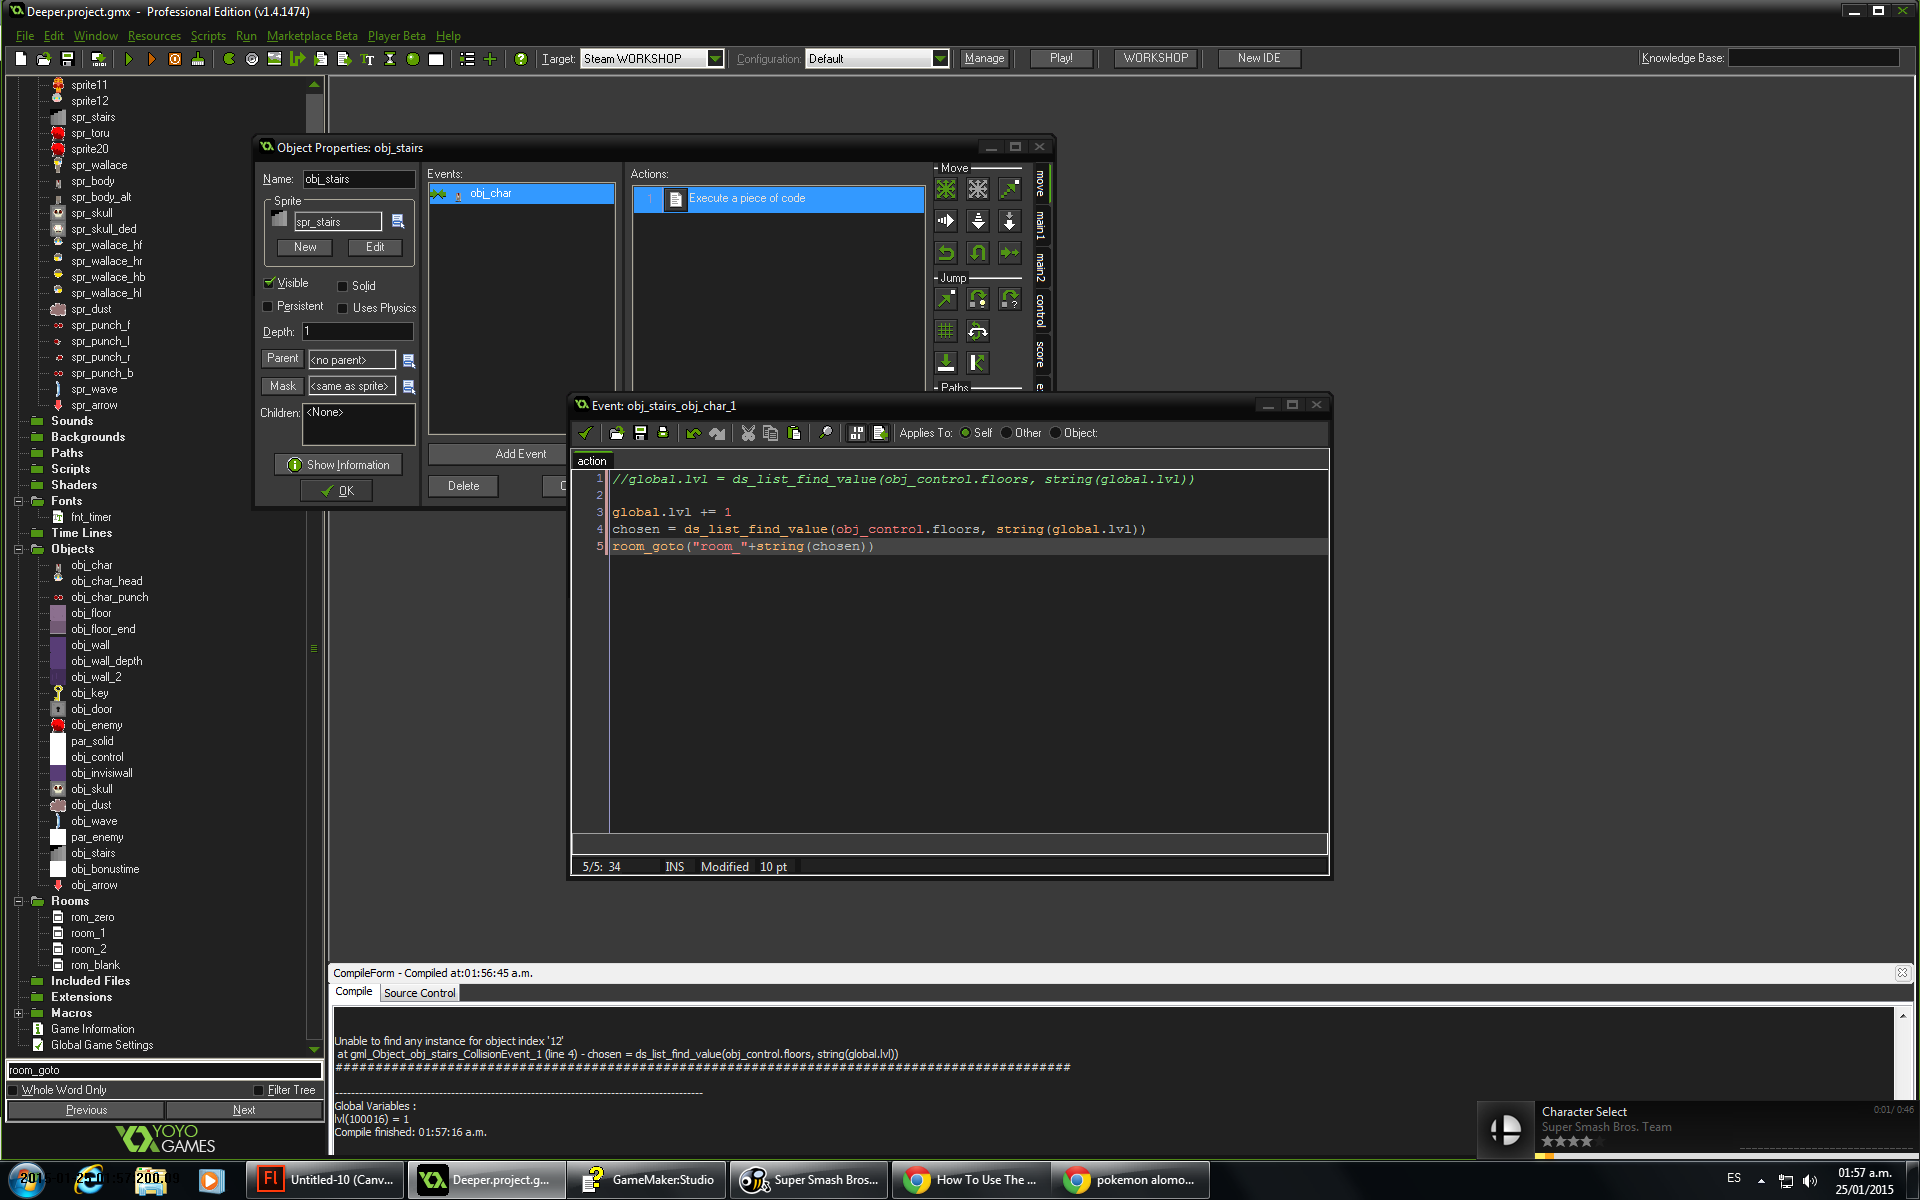 Deeper.project.gmx - Professional Edition (v1.4.1474)
File Edit Window Resources Scripts Run Marketplace Beta Player Beta Help
Target: Steam WORKSHOP Configuration: Default Manage Play! WORKSHOP New IDE Knowledge Base:
sprite11
sprite12
spr_stairs
spr_toru
sprite20
spr_wallace
spr_body
spr_body_alt
spr_skull
spr_skull_ded
spr_wallace_hf
spr_wallace_hr
spr_wallace_hb
spr_wallace_hl
spr_dust
spr_punch_f
spr_punch_l
spr_punch_r
spr_punch_b
spr_wave
spr_arrow
Sounds
Backgrounds
Paths
Scripts
Shaders
Fonts
fnt_timer
Time Lines
Objects
obj_char
obj_char_head
obj_char_punch
obj_floor
obj_floor_end
obj_wall
obj_wall_depth
obj_wall_2
obj_key
obj_door
obj_enemy
par_solid
obj_control
obj_invisiwall
obj_skull
obj_dust
obj_wave
par_enemy
obj_stairs
obj_bonustime
obj_arrow
Rooms
rom_zero
room_1
room_2
rom_blank
Included Files
Extensions
Macros
Game Information
Global Game Settings
room_goto
Whole Word Only Filter Tree
Previous Next
YOYO
GAMES
Object Properties: obj_stairs
Name: obj_stairs
Sprite
spr_stairs
New Edit
Visible Solid
Persistent Uses Physics
Depth: 1
Parent <no parent>
Mask <same as sprite>
Children: <None>
Show Information
OK
Events:
obj_char
Add Event
Delete
Actions:
1 Execute a piece of code
Move
Jump
Paths
move
main1
main2
control
score
Event: obj_stairs_obj_char_1
Applies To: Self Other Object:
action
1 //global.lvl = ds_list_find_value(obj_control.floors, string(global.lvl))
2
3 global.lvl += 1
4 chosen = ds_list_find_value(obj_control.floors, string(global.lvl))
5 room_goto("room_"+string(chosen))
5/5: 34 INS Modified 10 pt
CompileForm - Compiled at:01:56:45 a.m.
Compile Source Control
Unable to find any instance for object index '12'
at gml_Object_obj_stairs_CollisionEvent_1 (line 4) - chosen = ds_list_find_value(obj_control.floors, string(global.lvl))
Global Variables :
lvl(100016) = 1
Compile finished: 01:57:16 a.m.
Character Select 0:01/ 0:46
Super Smash Bros. Team
Untitled-10 (Canv...
Deeper.project.g...
GameMaker:Studio
Super Smash Bros...
How To Use The ...
pokemon alomo...
ES
01:57 a.m.
25/01/2015